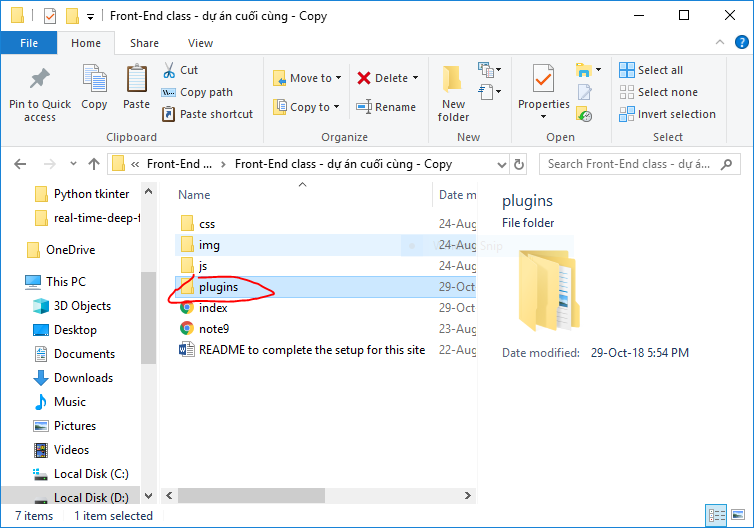 Front-End class - dự án cuối cùng - Copy
File Home Share View
Pin to Quick access
Copy
Paste
Cut
Copy path
Paste shortcut
Clipboard
Move to
Copy to
Delete
Rename
Organize
New folder
New
Properties
Open
Select all
Select none
Invert selection
Select
« Front-End ... › Front-End class - dự án cuối cùng - Copy
Search Front-End class - dự á...
Python tkinter
real-time-deep-f
OneDrive
This PC
3D Objects
Desktop
Documents
Downloads
Music
Pictures
Videos
Local Disk (C:)
Local Disk (D:)
Name Date m
css 24-Aug
img 24-Aug
js 24-Aug
plugins 29-Oct
index 29-Oct
note9 23-Aug
README to complete the setup for this site 22-Aug
plugins
File folder
Date modified: 29-Oct-18 5:54 PM
7 items 1 item selected